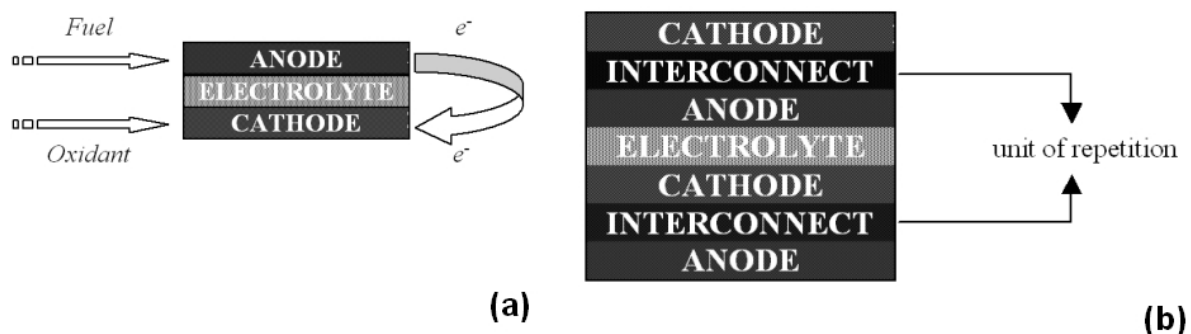 Fuel
e-
ANODE
ELECTROLYTE
CATHODE
Oxidant
e-
(a)
CATHODE
INTERCONNECT
ANODE
ELECTROLYTE
CATHODE
INTERCONNECT
ANODE
unit of repetition
(b)